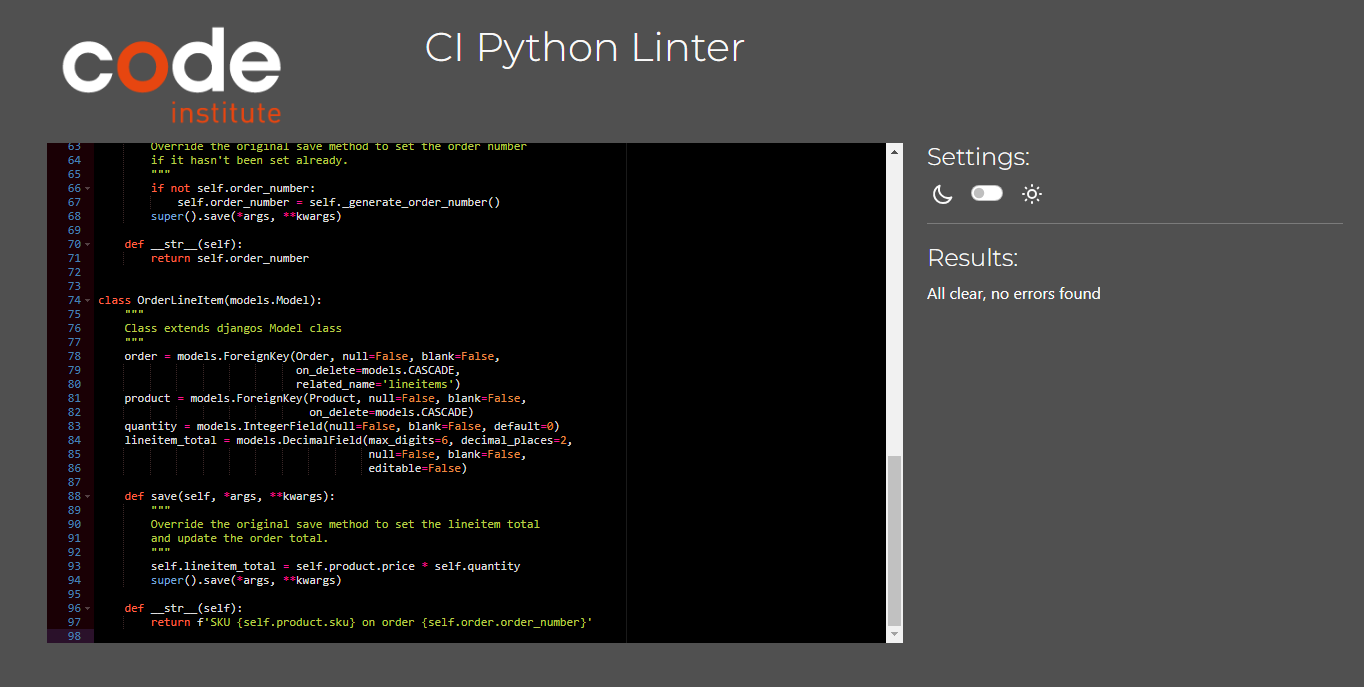 code
institute
CI Python Linter
63 Override the original save method to set the order number
64 if it hasn't been set already.
65 """
66 if not self.order_number:
67 self.order_number = self._generate_order_number()
68 super().save(*args, **kwargs)
69
70 def __str__(self):
71 return self.order_number
72
73
74 class OrderLineItem(models.Model):
75 """
76 Class extends djangos Model class
77 """
78 order = models.ForeignKey(Order, null=False, blank=False,
79 on_delete=models.CASCADE,
80 related_name='lineitems')
81 product = models.ForeignKey(Product, null=False, blank=False,
82 on_delete=models.CASCADE)
83 quantity = models.IntegerField(null=False, blank=False, default=0)
84 lineitem_total = models.DecimalField(max_digits=6, decimal_places=2,
85 null=False, blank=False,
86 editable=False)
87
88 def save(self, *args, **kwargs):
89 """
90 Override the original save method to set the lineitem total
91 and update the order total.
92 """
93 self.lineitem_total = self.product.price * self.quantity
94 super().save(*args, **kwargs)
95
96 def __str__(self):
97 return f'SKU {self.product.sku} on order {self.order.order_number}'
98
Settings:
Results:
All clear, no errors found